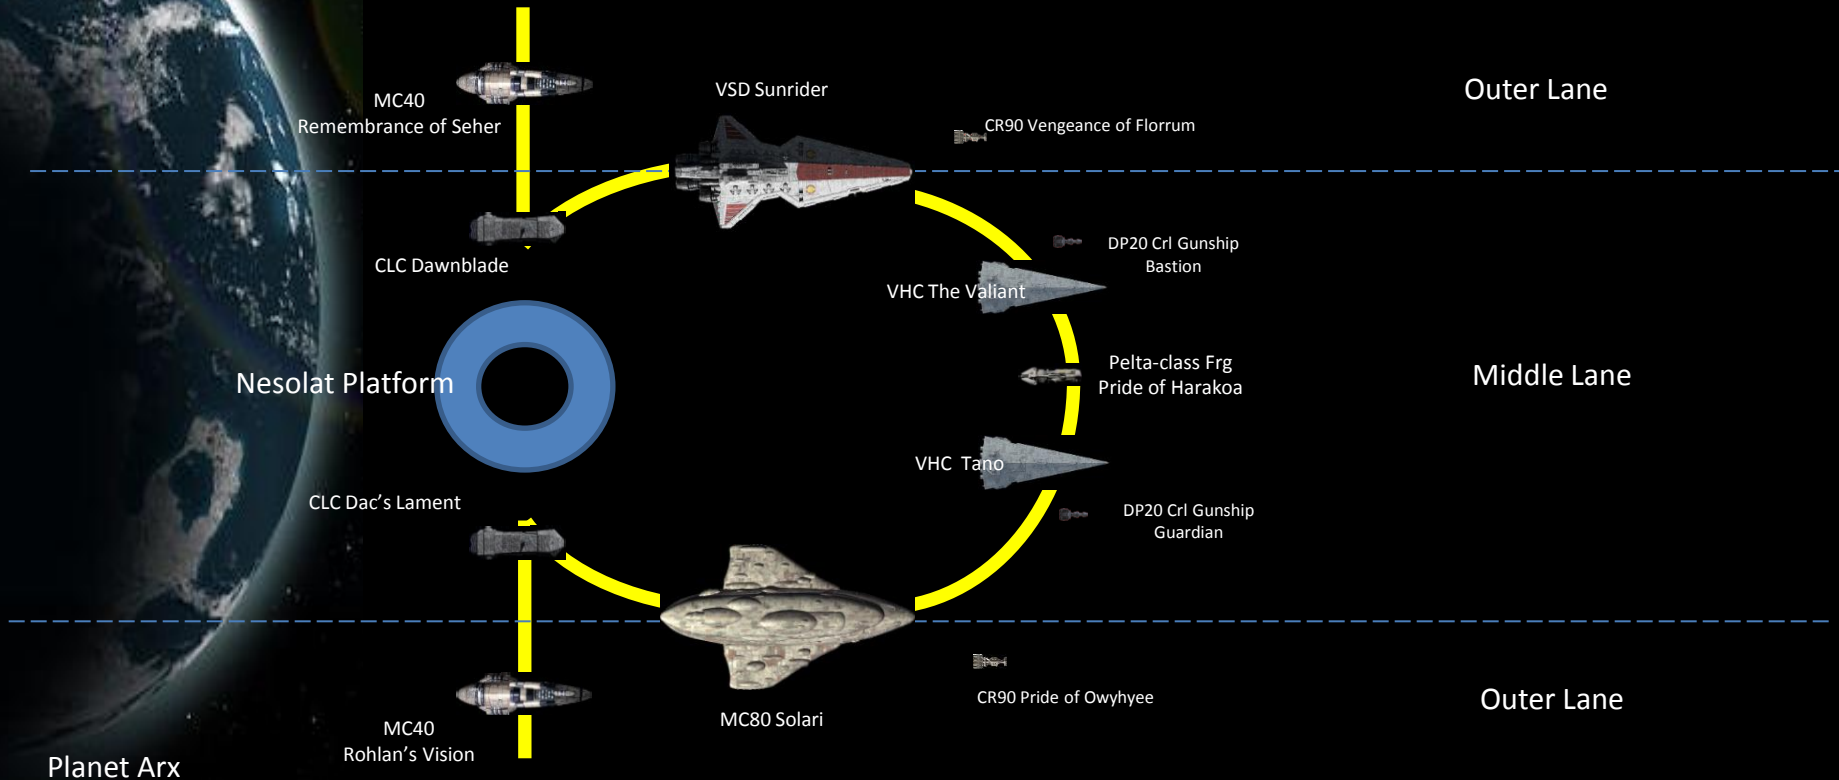 Outer Lane
VSD Sunrider
MC40
Remembrance of Seher
CR90 Vengeance of Florrum
DP20 Crl Gunship
Bastion
CLC Dawnblade
VHC The Valiant
Pelta-class Frg
Pride of Harakoa
Middle Lane
Nesolat Platform
VHC  Tano
CLC Dac’s Lament
DP20 Crl Gunship
Guardian
CR90 Pride of Owyhyee
Outer Lane
MC80 Solari
MC40
Rohlan’s Vision
Planet Arx